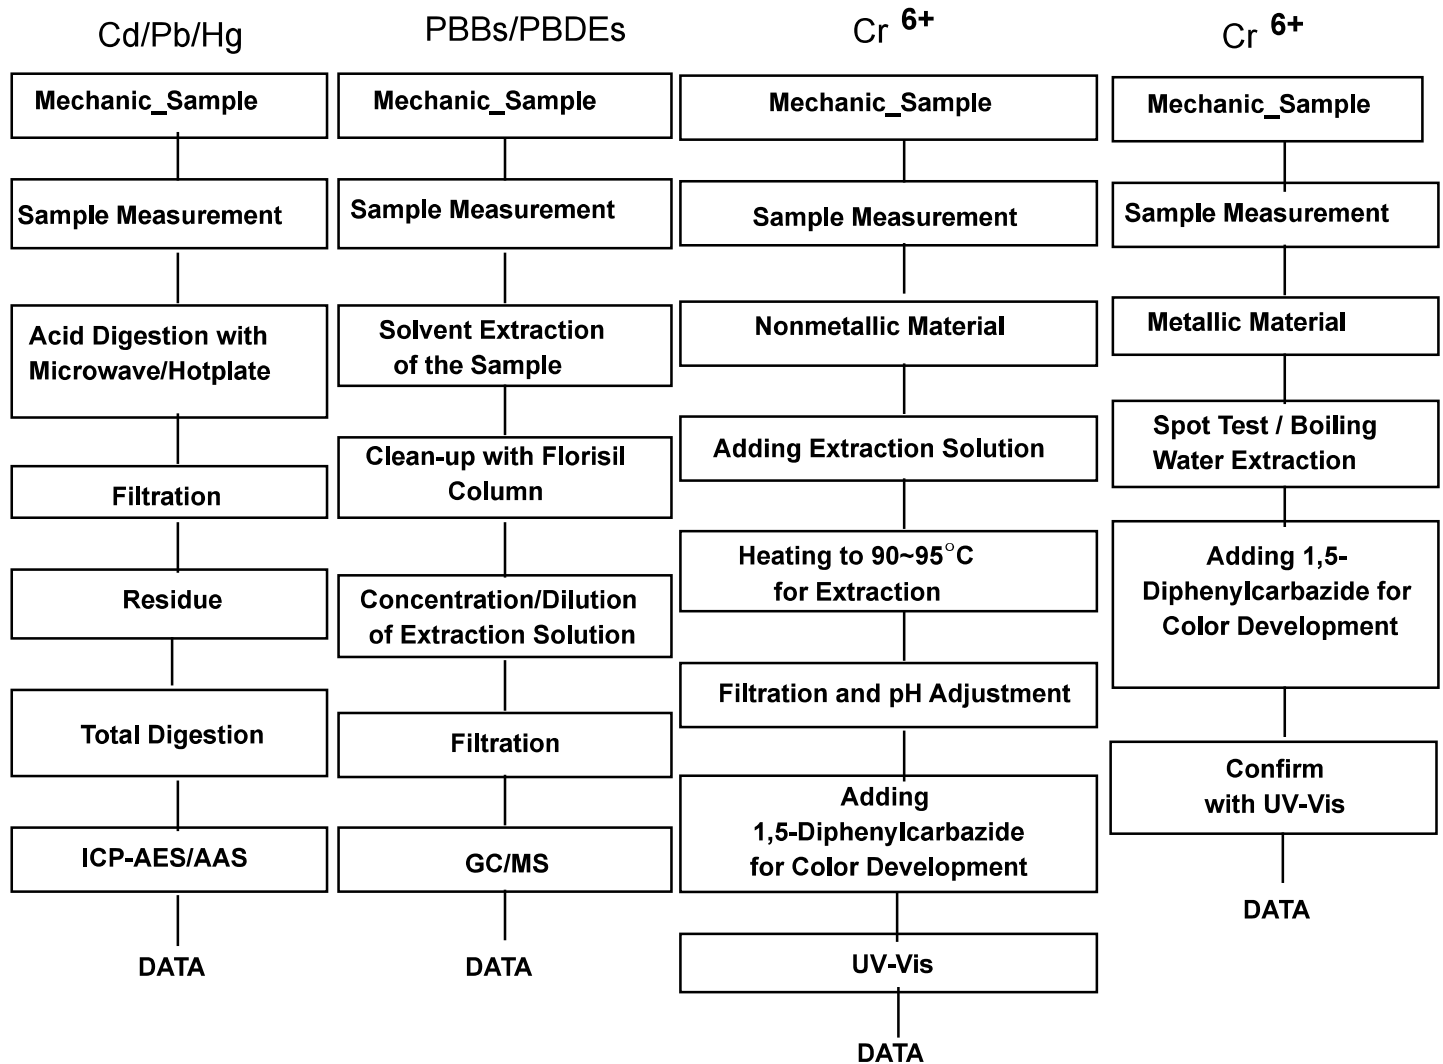 Cd/Pb/Hg
Mechanic_Sample
Sample Measurement
Acid Digestion with
Microwave/Hotplate
Filtration
Residue
Total Digestion
ICP-AES/AAS
DATA
PBBs/PBDEs
Mechanic_Sample
Sample Measurement
Solvent Extraction
of the Sample
Clean-up with Florisil
Column
Concentration/Dilution
of Extraction Solution
Filtration
GC/MS
DATA
Cr 6+
Mechanic_Sample
Sample Measurement
Nonmetallic Material
Adding Extraction Solution
Heating to 90~95°C
for Extraction
Filtration and pH Adjustment
Adding
1,5-Diphenylcarbazide
for Color Development
UV-Vis
DATA
Cr 6+
Mechanic_Sample
Sample Measurement
Metallic Material
Spot Test / Boiling
Water Extraction
Adding 1,5-
Diphenylcarbazide for
Color Development
Confirm
with UV-Vis
DATA